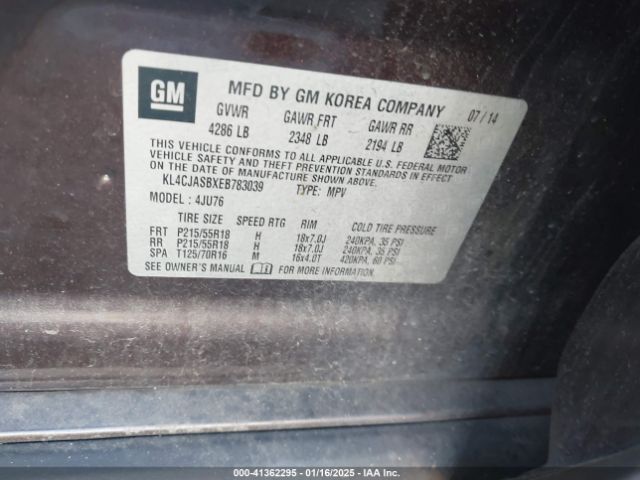 GM
MFD BY GM KOREA COMPANY 07/14
GVWR GAWR FRT GAWR RR
4286 LB 2348 LB 2194 LB
THIS VEHICLE CONFORMS TO ALL APPLICABLE U.S. FEDERAL MOTOR
VEHICLE SAFETY AND THEFT PREVENTION STANDARDS IN EFFECT
ON THE DATE OF MANUFACTURE SHOWN ABOVE.
KL4CJASBXEB783039 TYPE: MPV
MODEL : 4JU76
TIRE SIZE SPEED RTG RIM COLD TIRE PRESSURE
FRT P215/55R18 H 18x7.0J 240KPA, 35 PSI
RR P215/55R18 H 18x7.0J 240KPA, 35 PSI
SPA T125/70R16 M 16x4.0T 420KPA, 60 PSI
SEE OWNER'S MANUAL FOR MORE INFORMATION
000-41362295 - 01/16/2025 - IAA Inc.